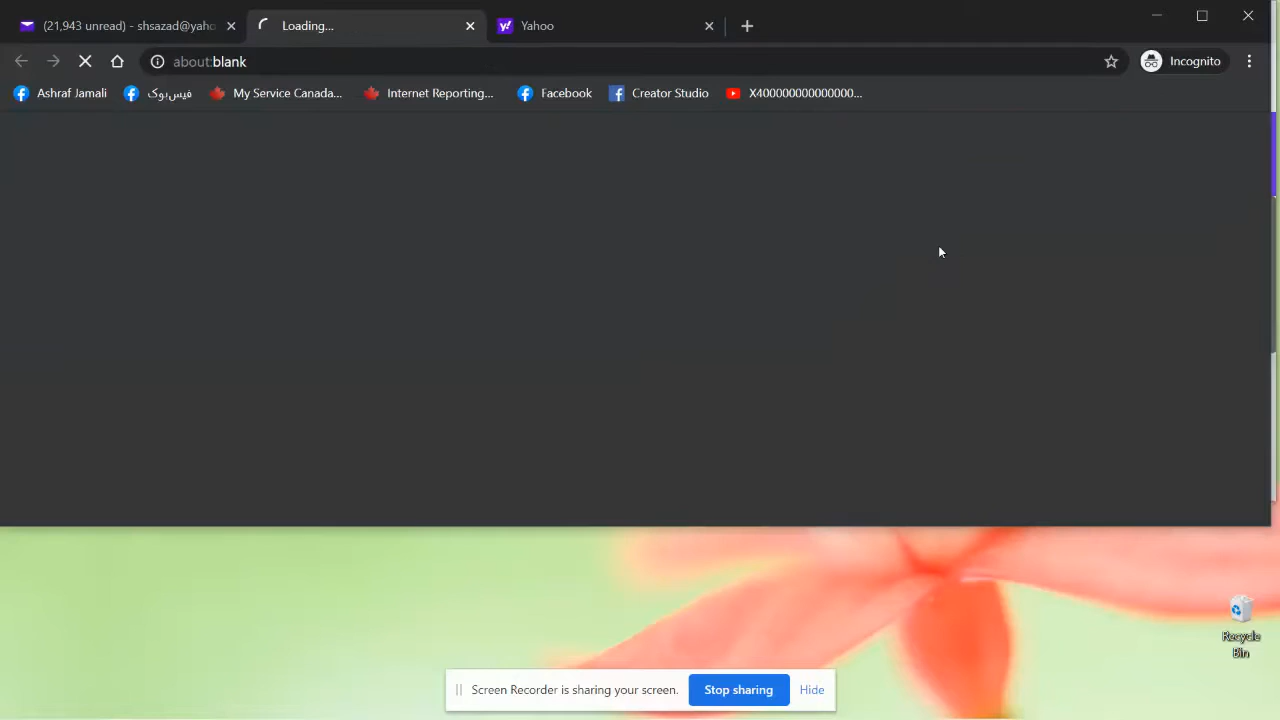 (21,943 unread) - shsazad@yaho
Loading...
Yahoo
about:blank
Incognito
Ashraf Jamali
فیس‌بوک
My Service Canada...
Internet Reporting...
Facebook
Creator Studio
X400000000000000...
Recycle
Bin
Screen Recorder is sharing your screen.
Stop sharing
Hide